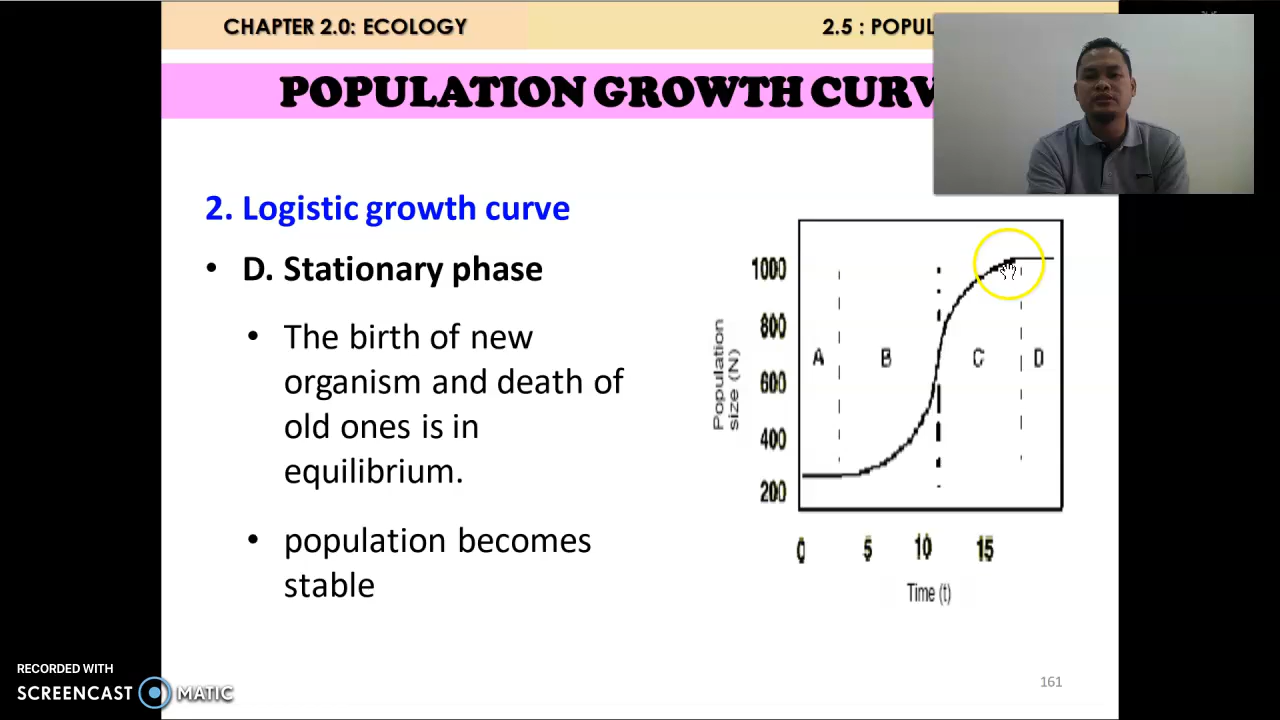 CHAPTER 2.0: ECOLOGY
2.5 : POPUL
POPULATION GROWTH CURV
2. Logistic growth curve
• D. Stationary phase
• The birth of new
organism and death of
old ones is in
equilibrium.
• population becomes
stable
Population
size (N)
1000
800
600
400
200
A B C D
0 5 10 15
Time (t)
161
RECORDED WITH
SCREENCAST MATIC